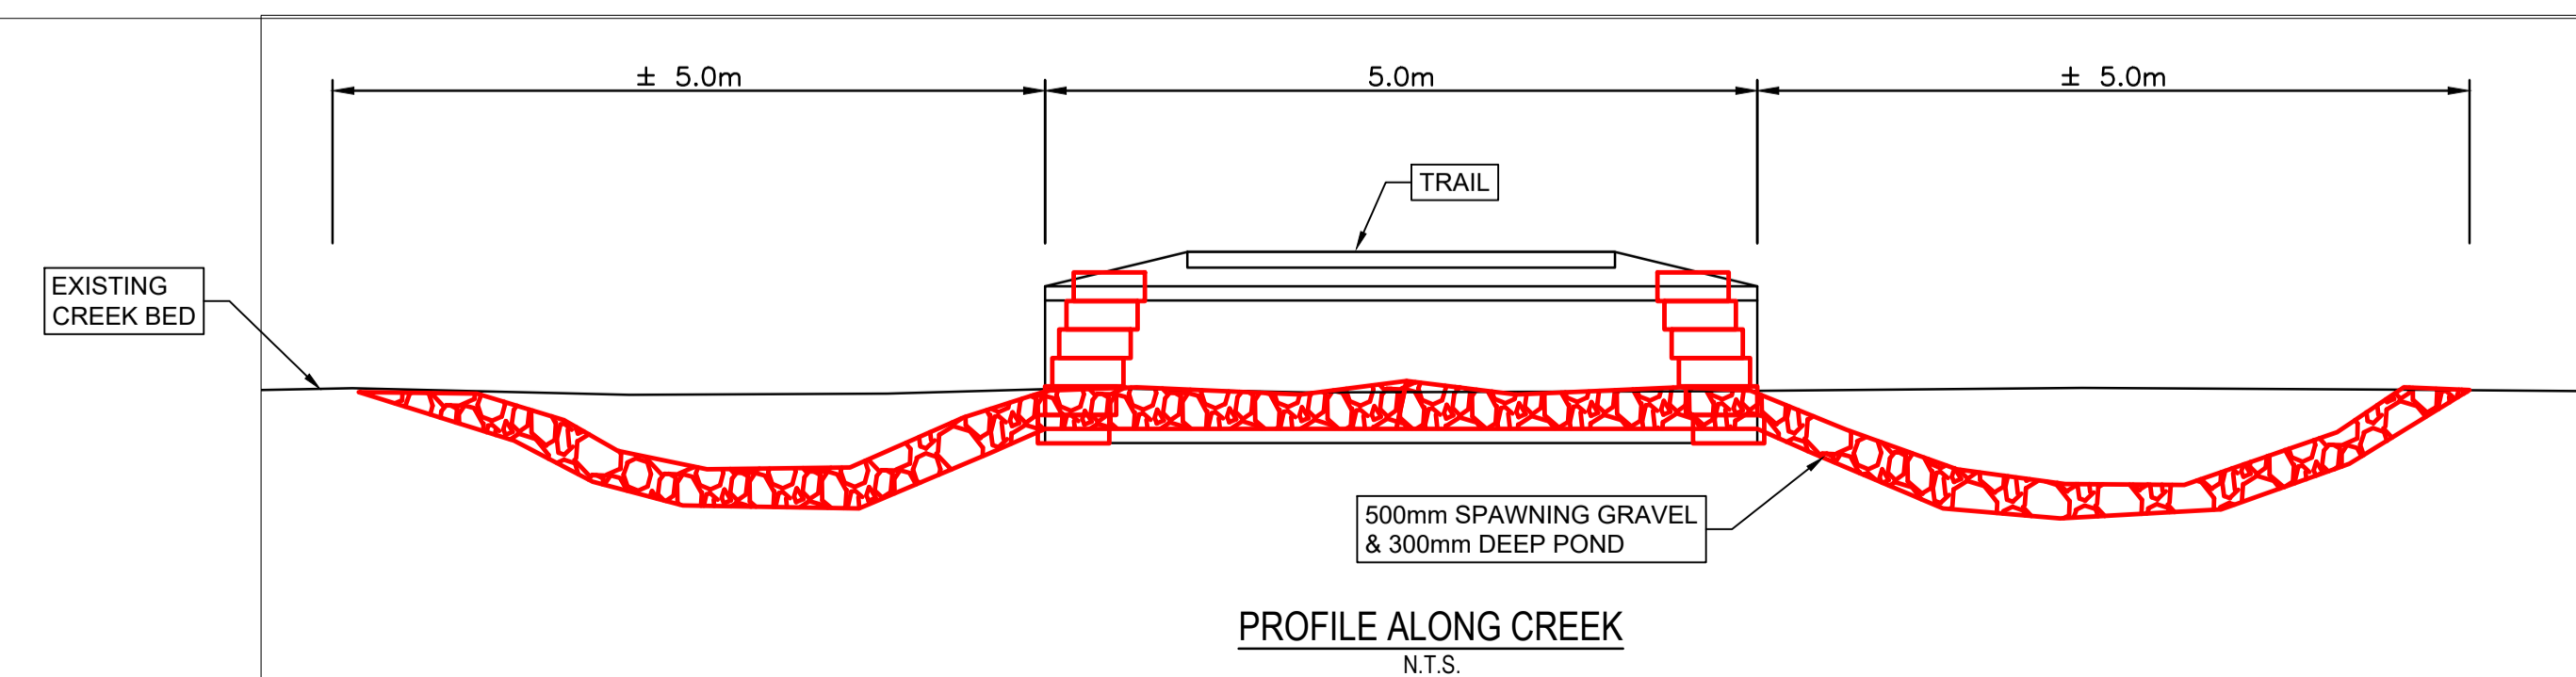 ± 5.0m
5.0m
± 5.0m
TRAIL
EXISTING
CREEK BED
500mm SPAWNING GRAVEL
& 300mm DEEP POND
PROFILE ALONG CREEK
N.T.S.